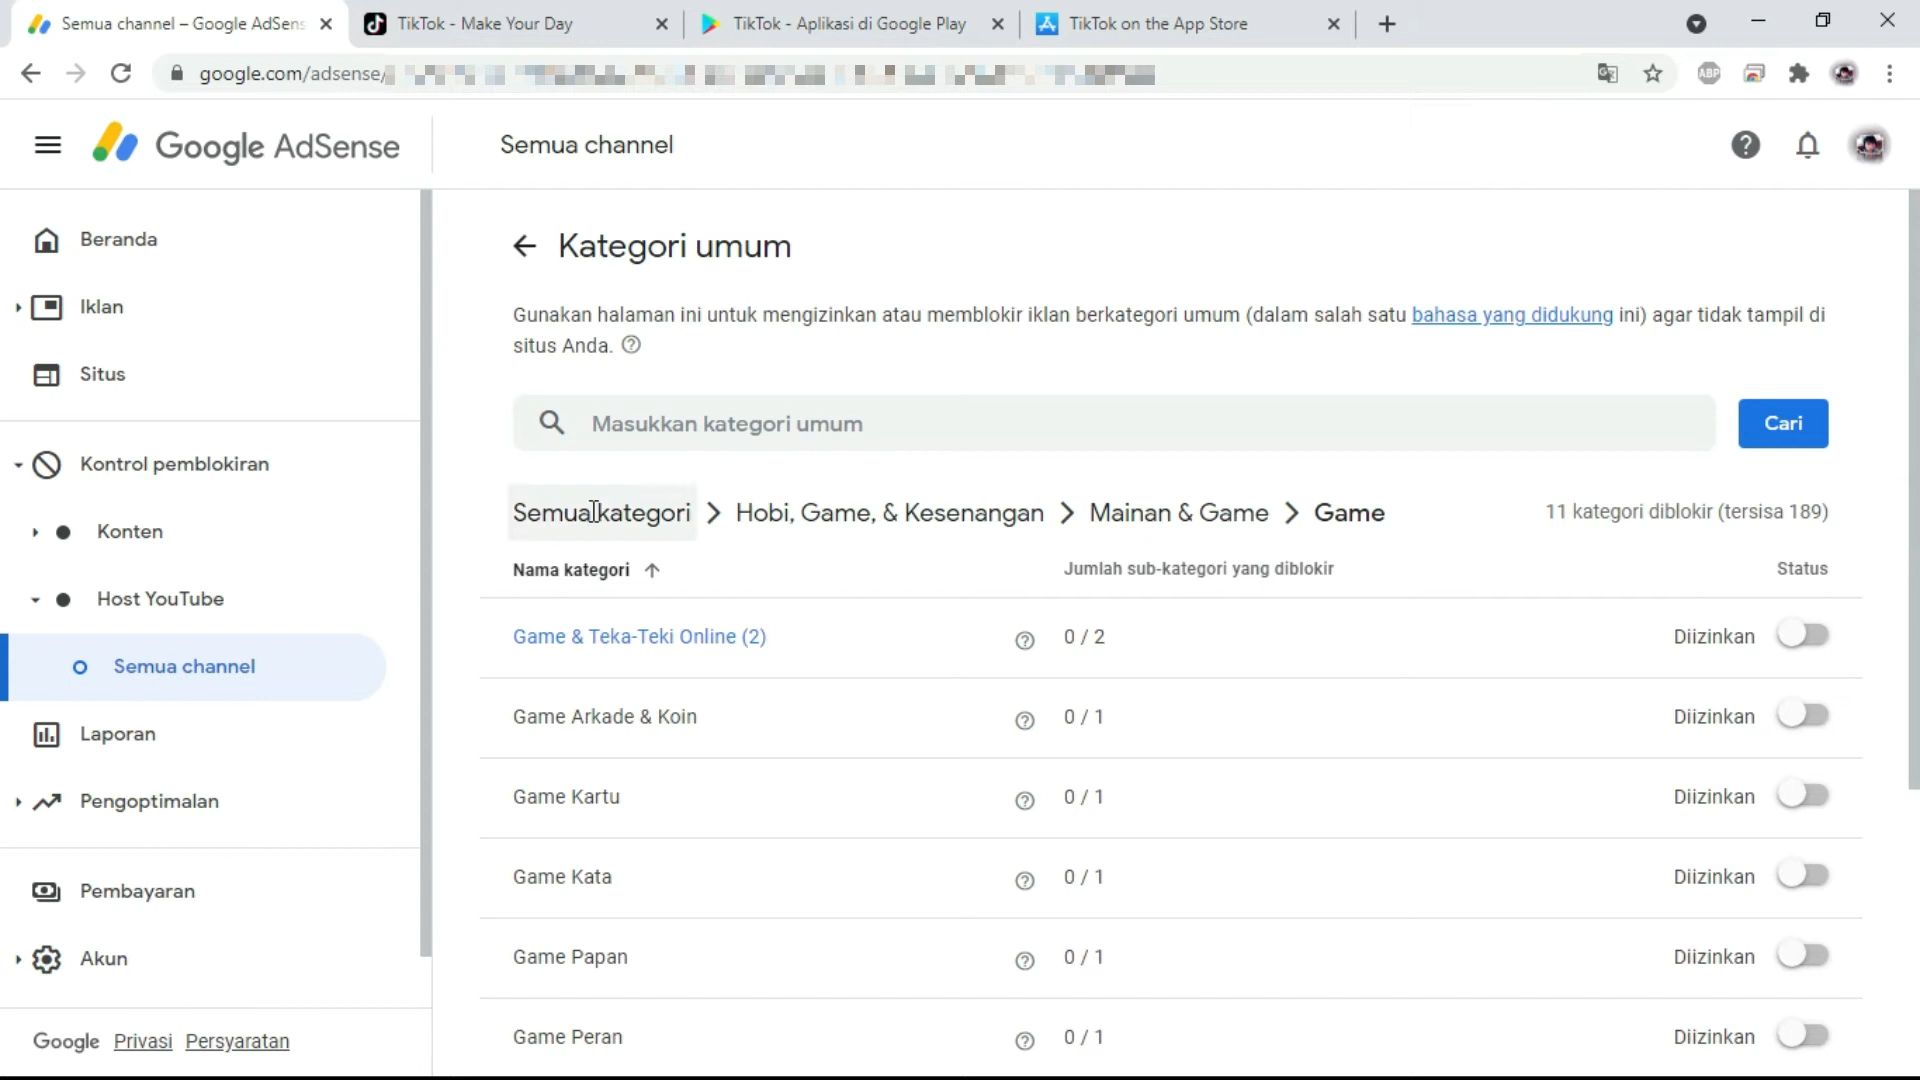 Semua channel – Google AdSens
TikTok - Make Your Day
TikTok - Aplikasi di Google Play
TikTok on the App Store
google.com/adsense/
ABP
Google AdSense
Semua channel
Beranda
Iklan
Situs
Kontrol pemblokiran
Konten
Host YouTube
Semua channel
Laporan
Pengoptimalan
Pembayaran
Akun
Google Privasi Persyaratan
Kategori umum
Gunakan halaman ini untuk mengizinkan atau memblokir iklan berkategori umum (dalam salah satu bahasa yang didukung ini) agar tidak tampil di
situs Anda.
Masukkan kategori umum
Cari
Semua kategori > Hobi, Game, & Kesenangan > Mainan & Game > Game
11 kategori diblokir (tersisa 189)
Nama kategori Jumlah sub-kategori yang diblokir Status
Game & Teka-Teki Online (2) 0 / 2 Diizinkan
Game Arkade & Koin 0 / 1 Diizinkan
Game Kartu 0 / 1 Diizinkan
Game Kata 0 / 1 Diizinkan
Game Papan 0 / 1 Diizinkan
Game Peran 0 / 1 Diizinkan